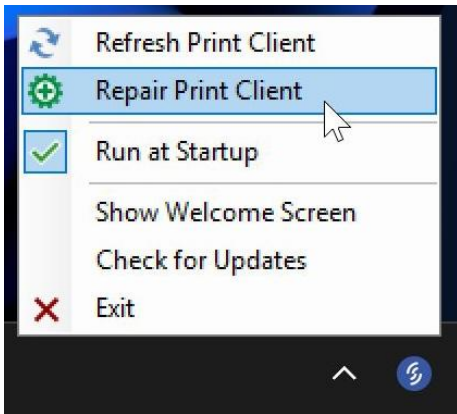 Refresh Print Client
Repair Print Client
Run at Startup
Show Welcome Screen
Check for Updates
Exit